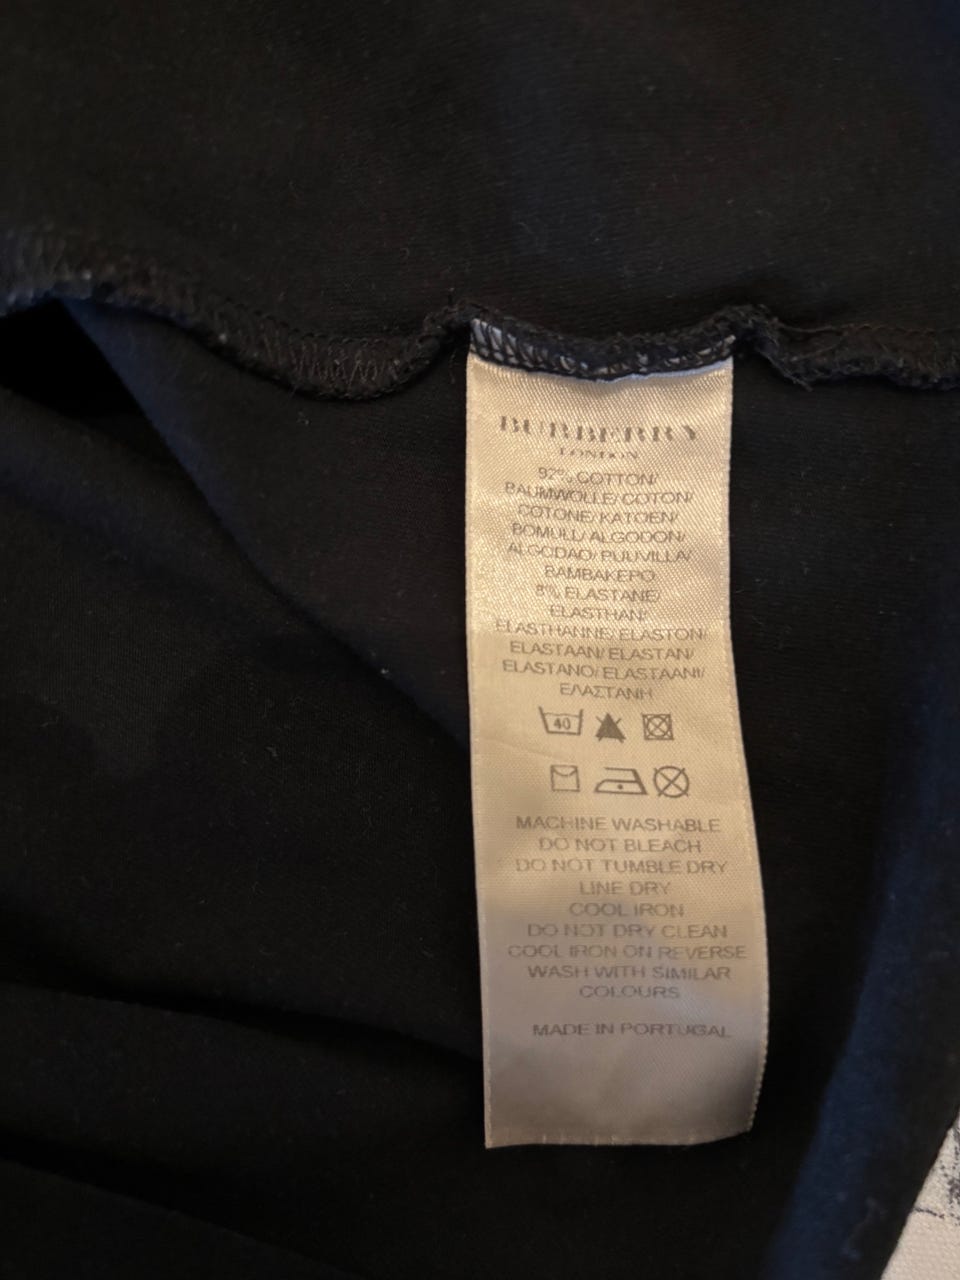 BURBERRY
LONDON
92% COTTON/
BAUMWOLLE/ COTON/
COTONE/ KATOEN/
BOMULL/ ALGODON/
ALGODAO/ PUUVILLA/
BAMBAKEPO
8% ELASTANE/
ELASTHAN/
ELASTHANNE/ ELASTON/
ELASTAAN/ ELASTAN/
ELASTANO/ ELASTAANI/
ΕΛΑΣΤΑΝΗ
40
MACHINE WASHABLE
DO NOT BLEACH
DO NOT TUMBLE DRY
LINE DRY
COOL IRON
DO NOT DRY CLEAN
COOL IRON ON REVERSE
WASH WITH SIMILAR
COLOURS
MADE IN PORTUGAL